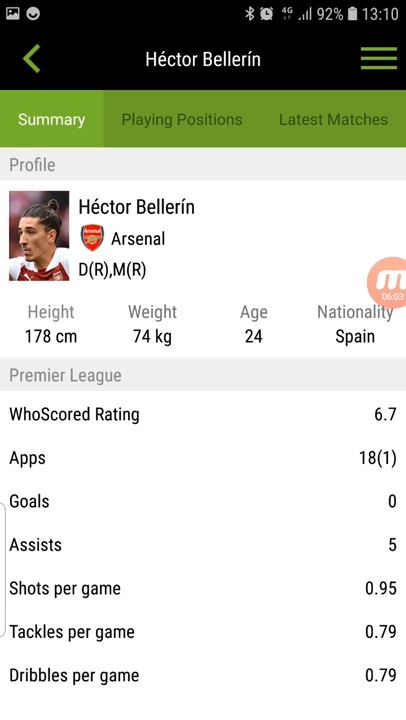 4G 92% 13:10
Héctor Bellerín
Summary Playing Positions Latest Matches
Profile
Héctor Bellerín
Arsenal
Arsenal
D(R),M(R)
06:03
Height Weight Age Nationality
178 cm 74 kg 24 Spain
Premier League
WhoScored Rating 6.7
Apps 18(1)
Goals 0
Assists 5
Shots per game 0.95
Tackles per game 0.79
Dribbles per game 0.79